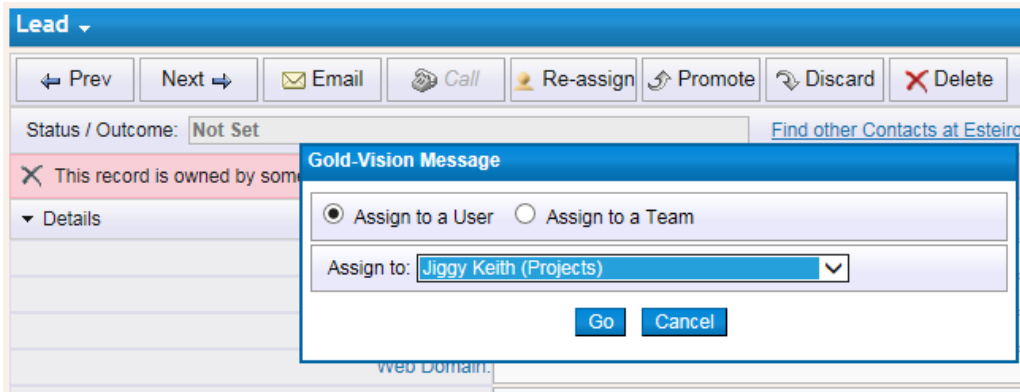 Lead
Prev Next Email Call Re-assign Promote Discard Delete
Status / Outcome: Not Set Find other Contacts at Esteiro
This record is owned by some
Gold-Vision Message
Details
Assign to a User Assign to a Team
Assign to: Jiggy Keith (Projects)
Go Cancel
Web Domain: